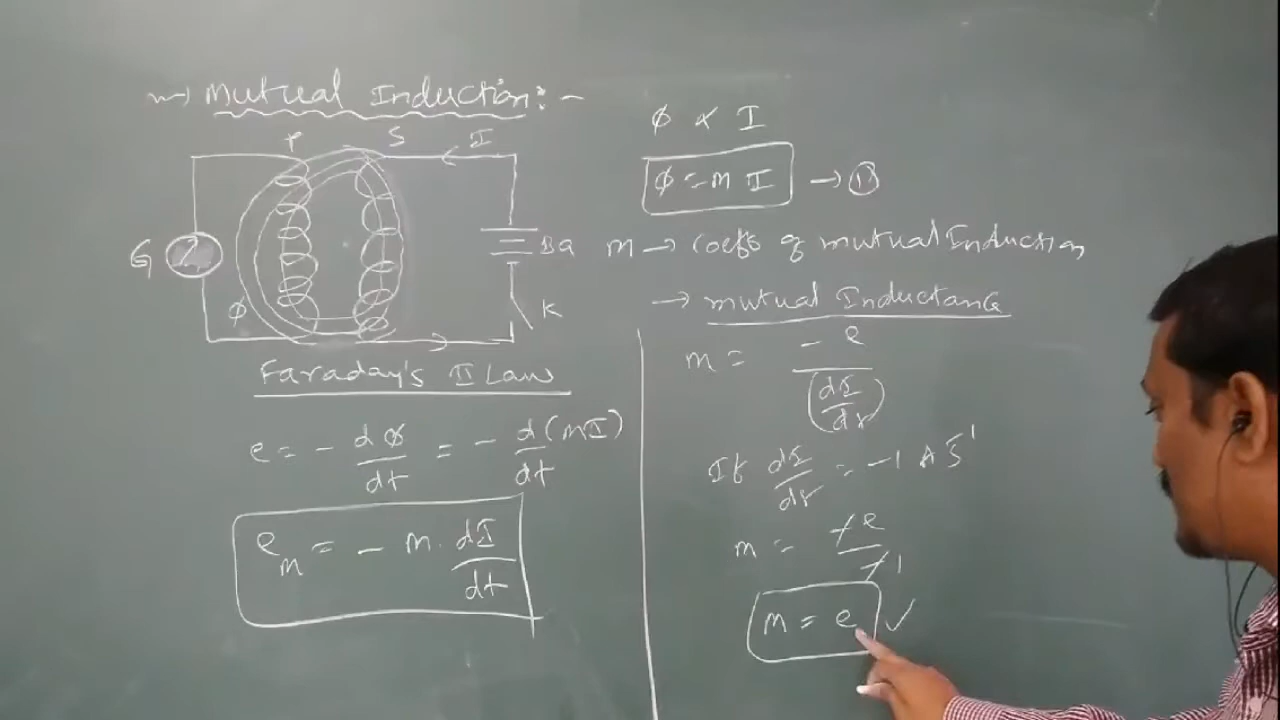 Mutual Induction:-
P S I
G
Ba
K
ϕ
Faraday's II Law
e = - dϕ/dt = - d/dt (MI)
e_m = - M. dI/dt
ϕ ∝ I
ϕ = M I → ①
M → Coeff of mutual Induction
→ mutual Inductance
M = - e / (dI/dt)
If dI/dt = -1 A S⁻¹
M = -e / -1
M = e ✓